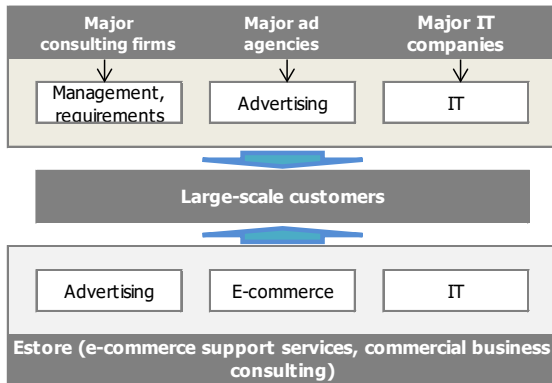 Major
consulting firms
Major ad
agencies
Major IT
companies
Management,
requirements
Advertising
IT
Large-scale customers
Advertising
E-commerce
IT
Estore (e-commerce support services, commercial business
consulting)